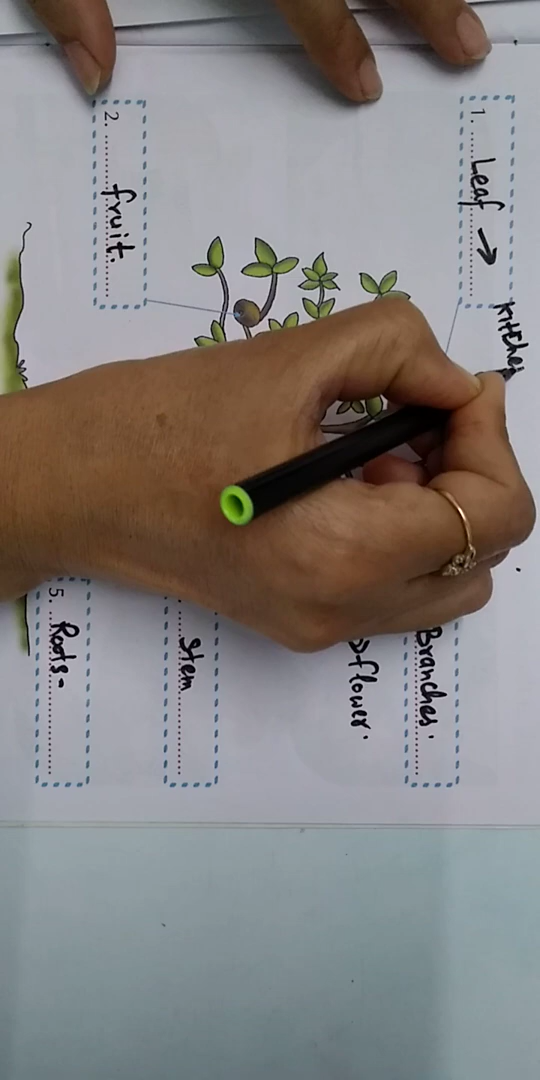 Kitchen
1. Leaf →
2. fruit.
Branches.
→flower.
Stem
5. Roots-